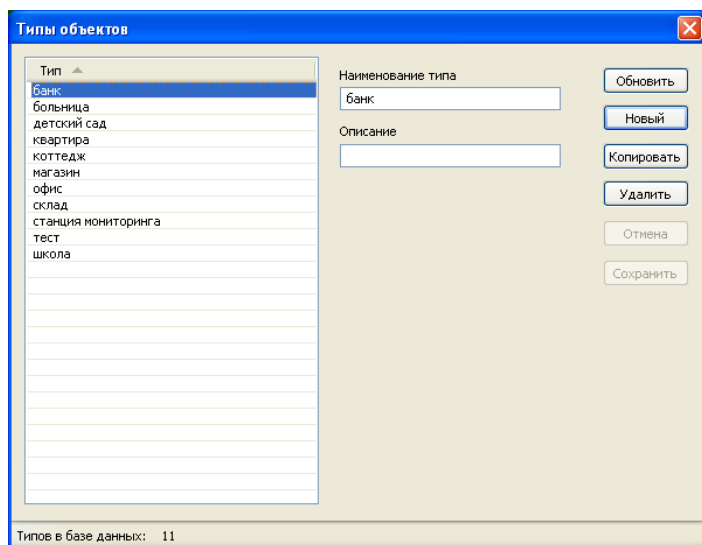 Типы объектов
Тип
банк
больница
детский сад
квартира
коттедж
магазин
офис
склад
станция мониторинга
тест
школа
Наименование типа
банк
Описание
Обновить
Новый
Копировать
Удалить
Отмена
Сохранить
Типов в базе данных: 11